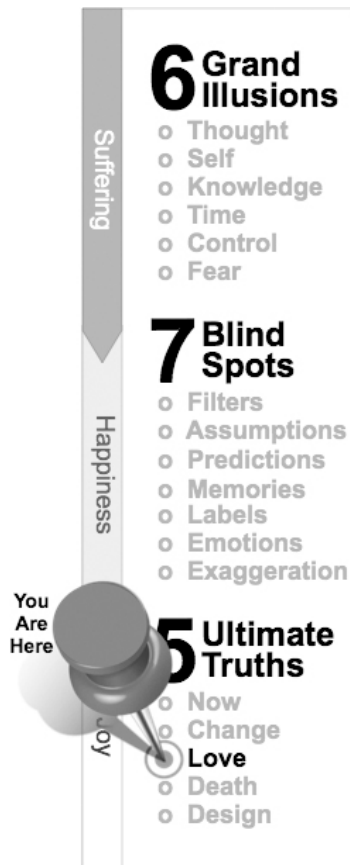 Suffering
6 Grand
Illusions
o Thought
o Self
o Knowledge
o Time
o Control
o Fear
Happiness
7 Blind
Spots
o Filters
o Assumptions
o Predictions
o Memories
o Labels
o Emotions
o Exaggeration
You
Are
Here
5 Ultimate
Truths
o Now
o Change
Love
o Death
o Design
Joy